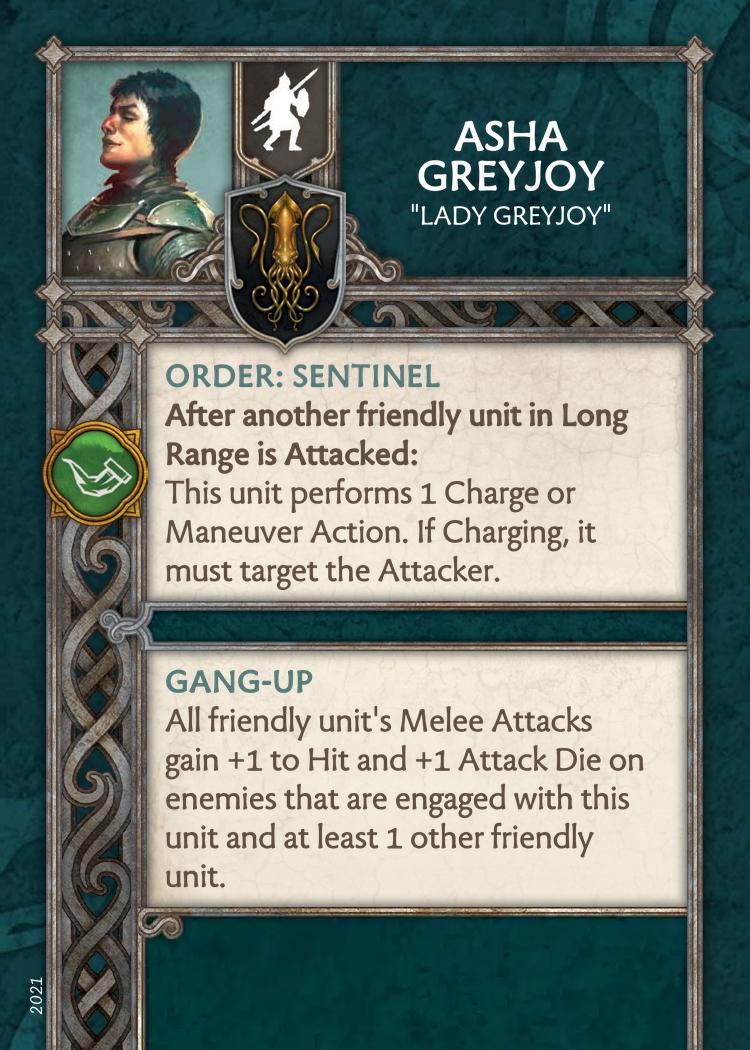 ASHA
GREYJOY
"LADY GREYJOY"
ORDER: SENTINEL
After another friendly unit in Long
Range is Attacked:
This unit performs 1 Charge or
Maneuver Action. If Charging, it
must target the Attacker.
GANG-UP
All friendly unit's Melee Attacks
gain +1 to Hit and +1 Attack Die on
enemies that are engaged with this
unit and at least 1 other friendly
unit.
2021